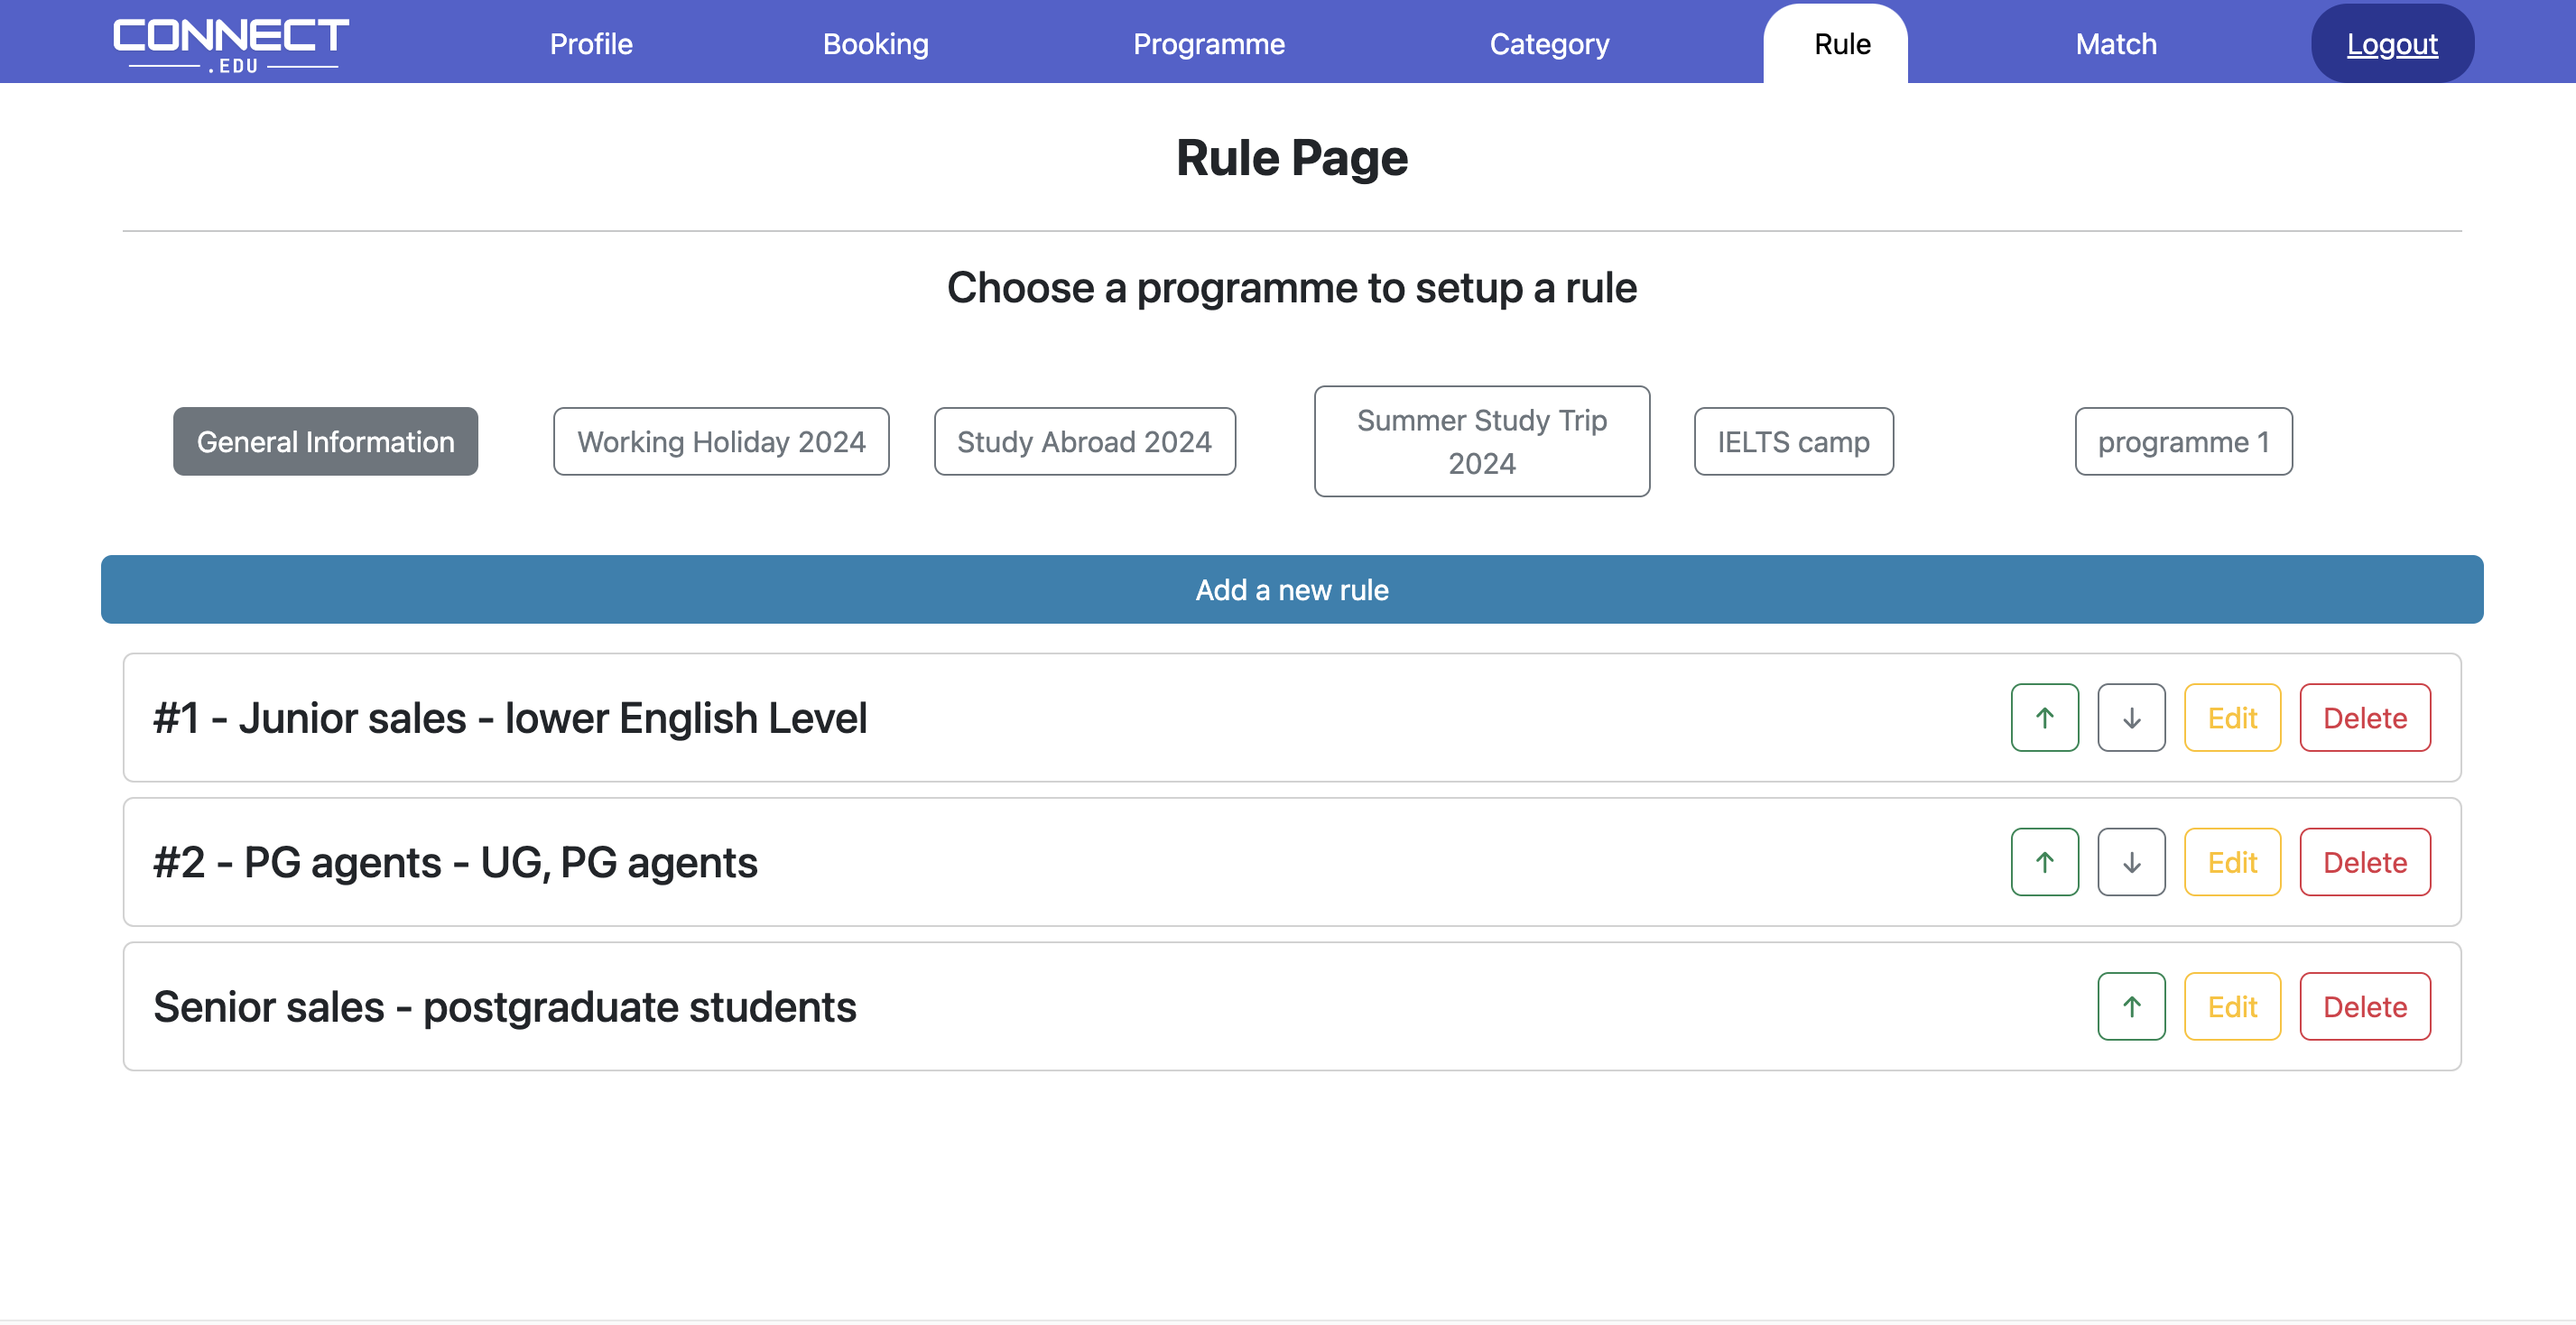 CONNECT
.EDU
Profile Booking Programme Category Rule Match Logout
Rule Page
Choose a programme to setup a rule
General Information Working Holiday 2024 Study Abroad 2024 Summer Study Trip 2024 IELTS camp programme 1
Add a new rule
#1 - Junior sales - lower English Level ↑ ↓ Edit Delete
#2 - PG agents - UG, PG agents ↑ ↓ Edit Delete
Senior sales - postgraduate students ↑ Edit Delete